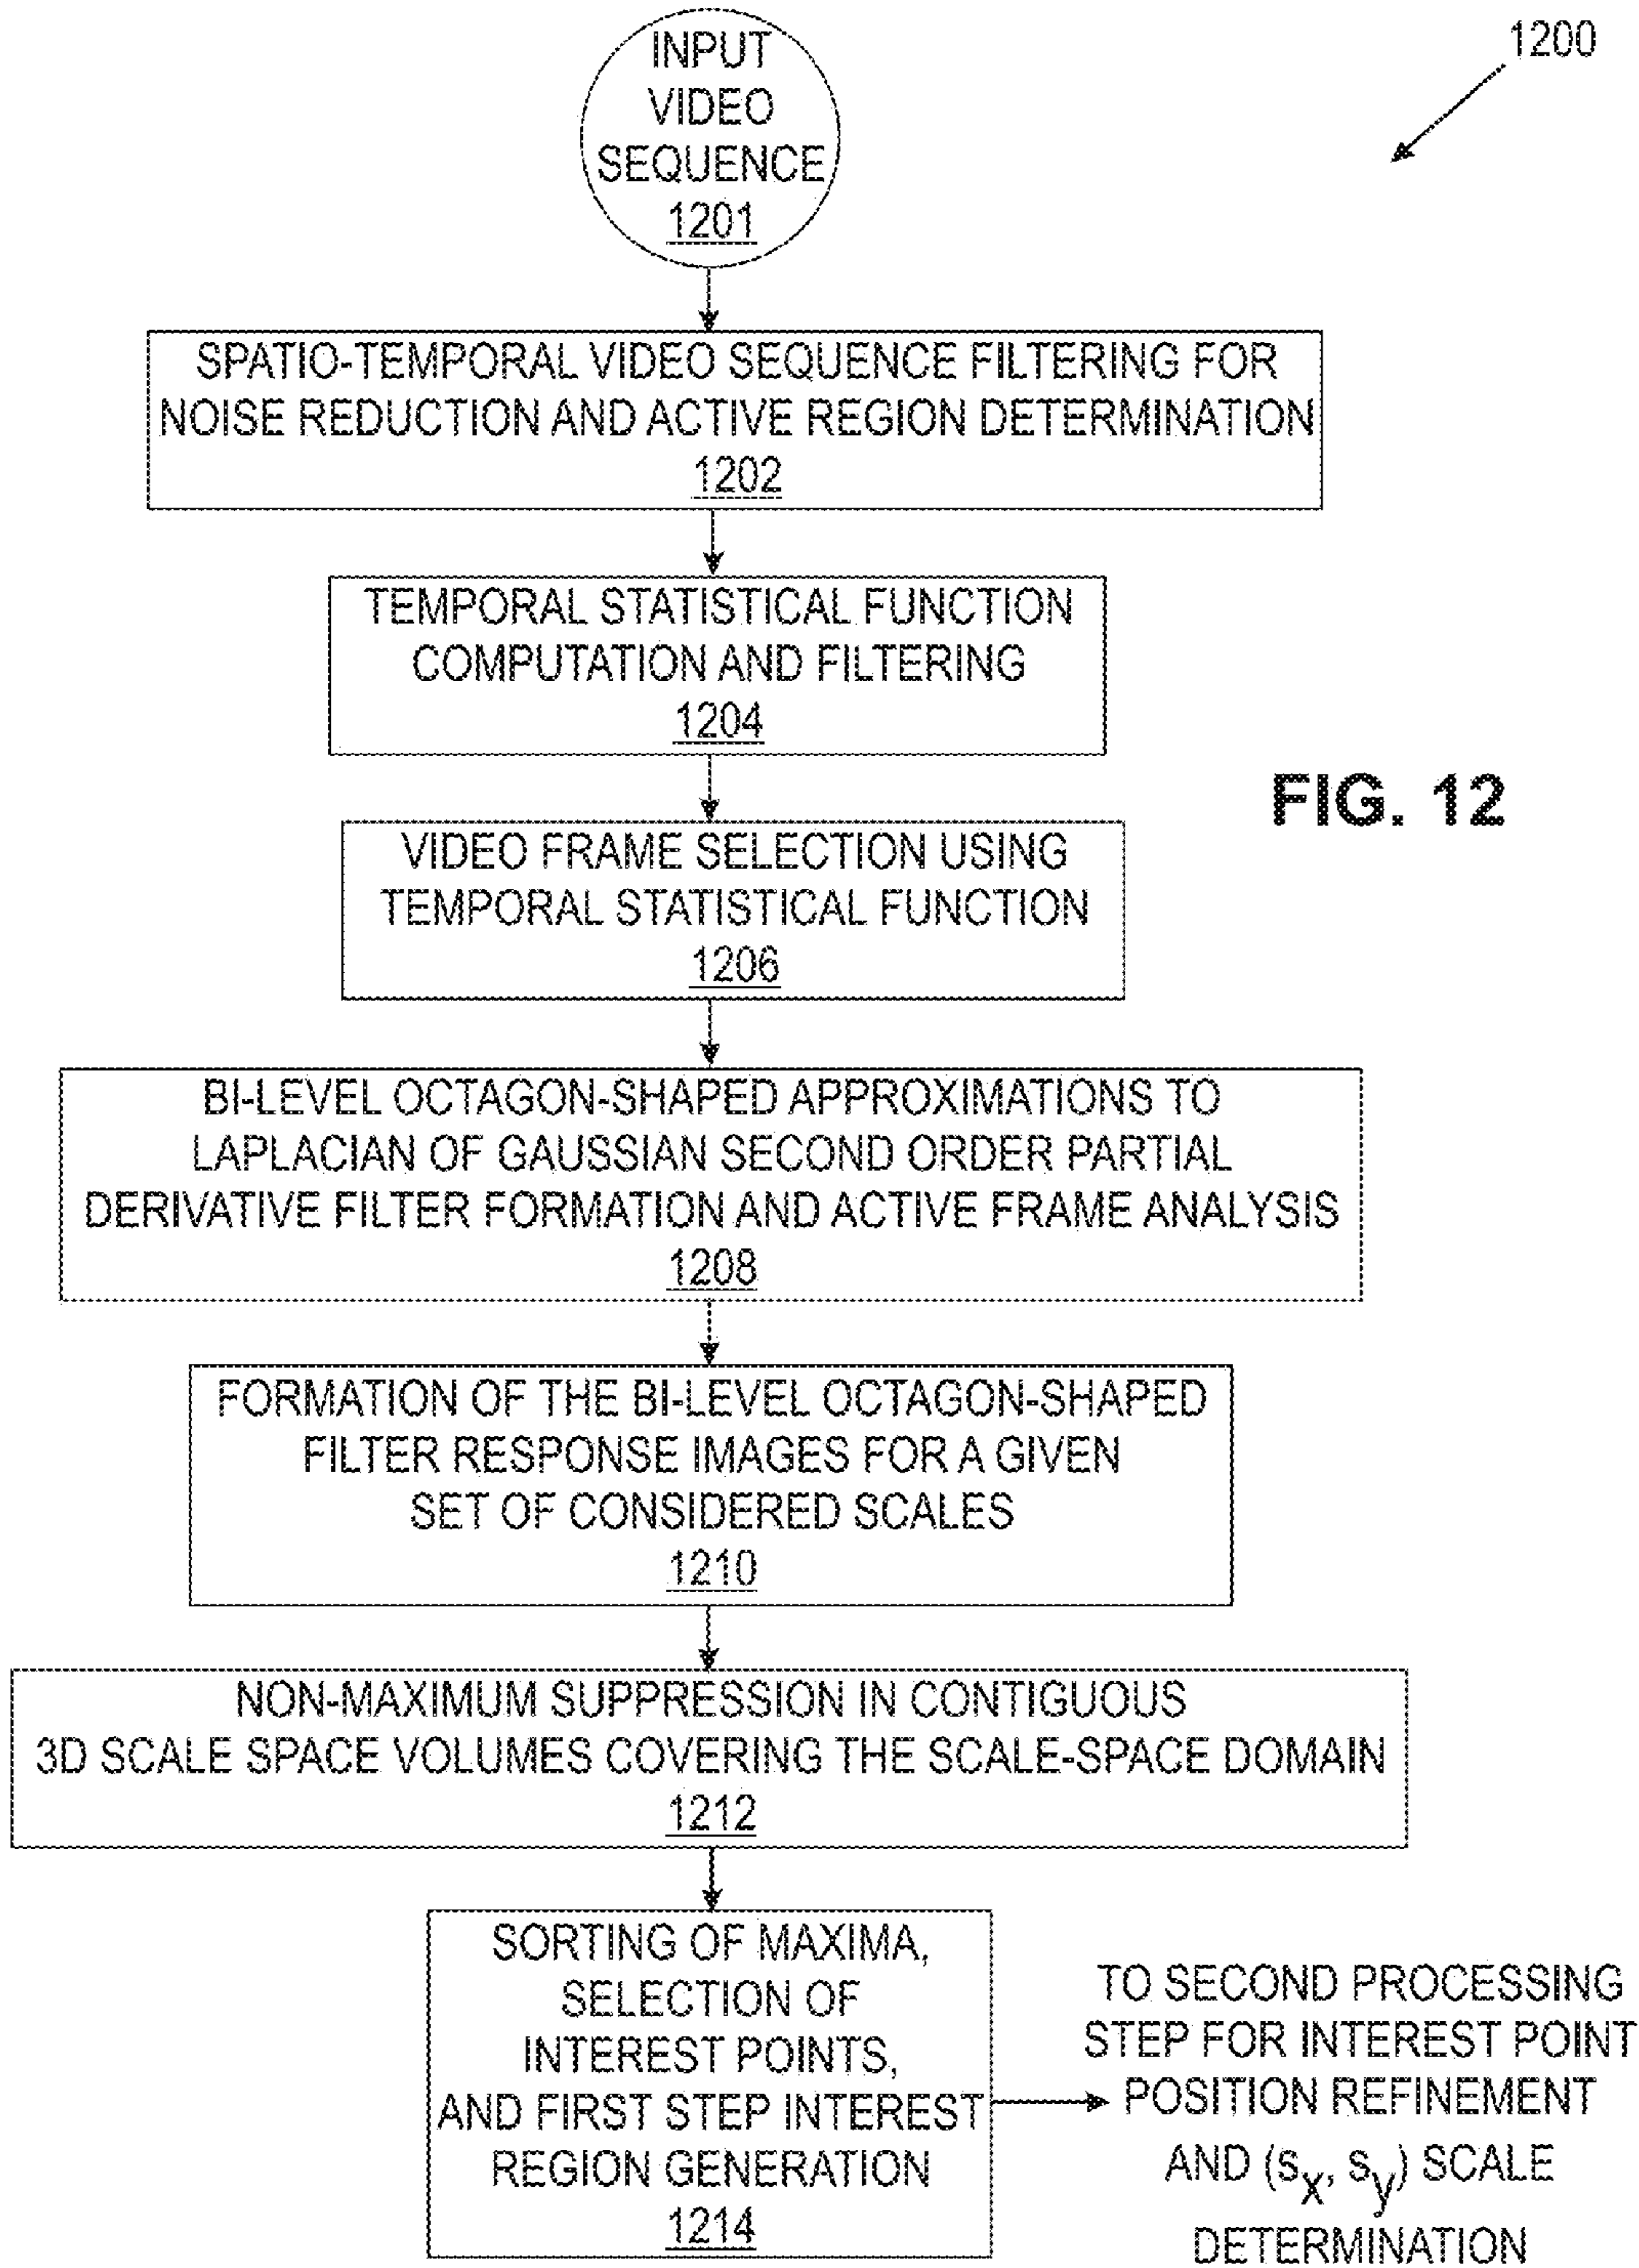 1200
INPUT
VIDEO
SEQUENCE
1201
SPATIO-TEMPORAL VIDEO SEQUENCE FILTERING FOR
NOISE REDUCTION AND ACTIVE REGION DETERMINATION
1202
TEMPORAL STATISTICAL FUNCTION
COMPUTATION AND FILTERING
1204
FIG. 12
VIDEO FRAME SELECTION USING
TEMPORAL STATISTICAL FUNCTION
1206
BI-LEVEL OCTAGON-SHAPED APPROXIMATIONS TO
LAPLACIAN OF GAUSSIAN SECOND ORDER PARTIAL
DERIVATIVE FILTER FORMATION AND ACTIVE FRAME ANALYSIS
1208
FORMATION OF THE BI-LEVEL OCTAGON-SHAPED
FILTER RESPONSE IMAGES FOR A GIVEN
SET OF CONSIDERED SCALES
1210
NON-MAXIMUM SUPPRESSION IN CONTIGUOUS
3D SCALE SPACE VOLUMES COVERING THE SCALE-SPACE DOMAIN
1212
SORTING OF MAXIMA,
SELECTION OF
INTEREST POINTS,
AND FIRST STEP INTEREST
REGION GENERATION
1214
TO SECOND PROCESSING
STEP FOR INTEREST POINT
POSITION REFINEMENT
AND (s_x, s_y) SCALE
DETERMINATION